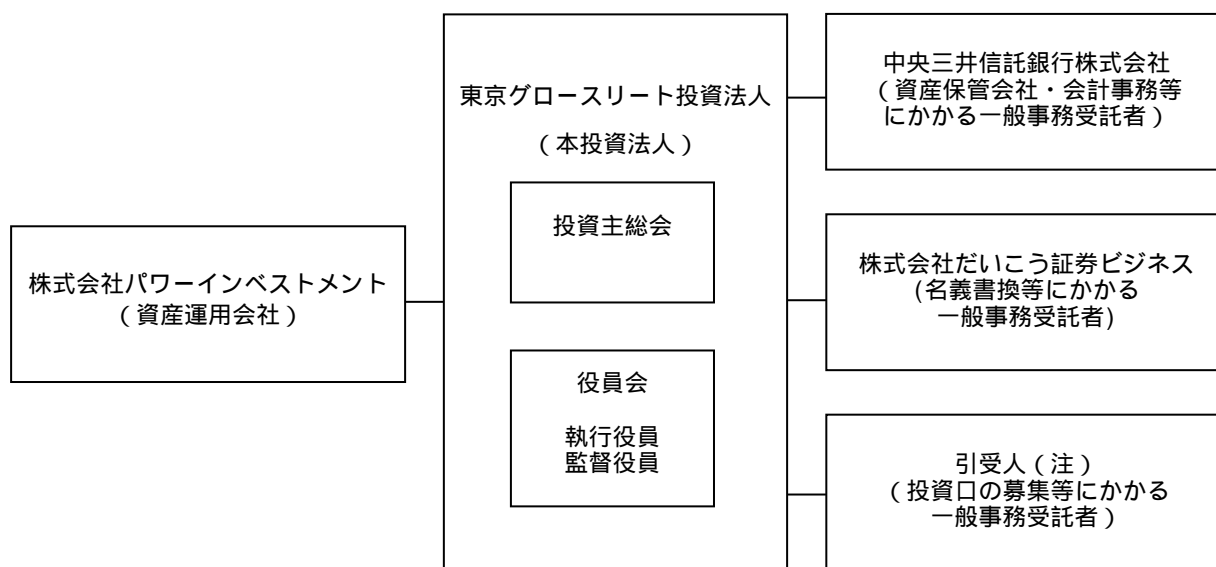 株式会社パワーインベストメント
（資産運用会社）
東京グロースリート投資法人
（本投資法人）
投資主総会
役員会
執行役員
監督役員
中央三井信託銀行株式会社
（資産保管会社・会計事務等
にかかる一般事務受託者）
株式会社だいこう証券ビジネス
(名義書換等にかかる
一般事務受託者)
引受人（注）
（投資口の募集等にかかる
一般事務受託者）